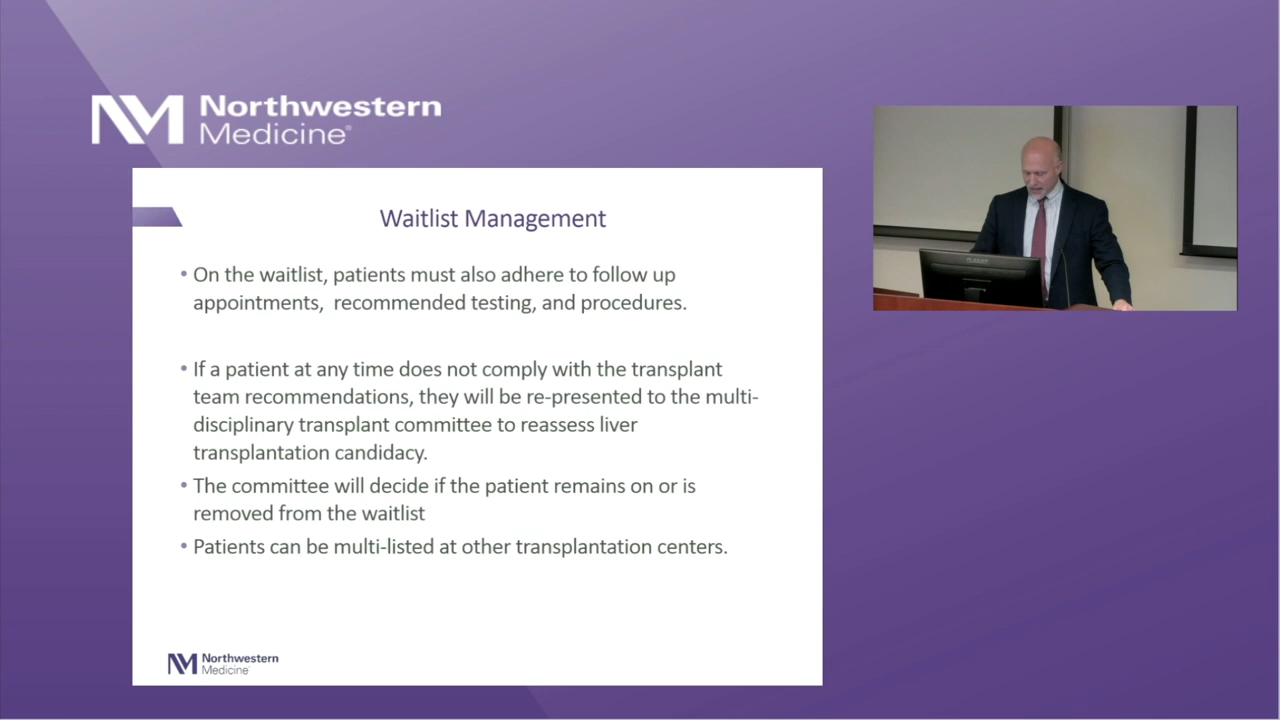 Northwestern
Medicine®
Waitlist Management
• On the waitlist, patients must also adhere to follow up
appointments,  recommended testing, and procedures.
• If a patient at any time does not comply with the transplant
team recommendations, they will be re-presented to the multi-
disciplinary transplant committee to reassess liver
transplantation candidacy.
• The committee will decide if the patient remains on or is
removed from the waitlist
• Patients can be multi-listed at other transplantation centers.
Northwestern
Medicine